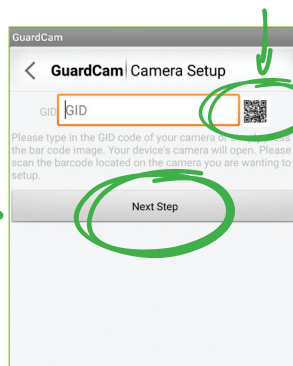 GuardCam
GuardCam Camera Setup
GID GID
Please type in the GID code of your camera
the bar code image. Your device's camera will open. Please
scan the barcode located on the camera you are wanting to
setup.
Next Step